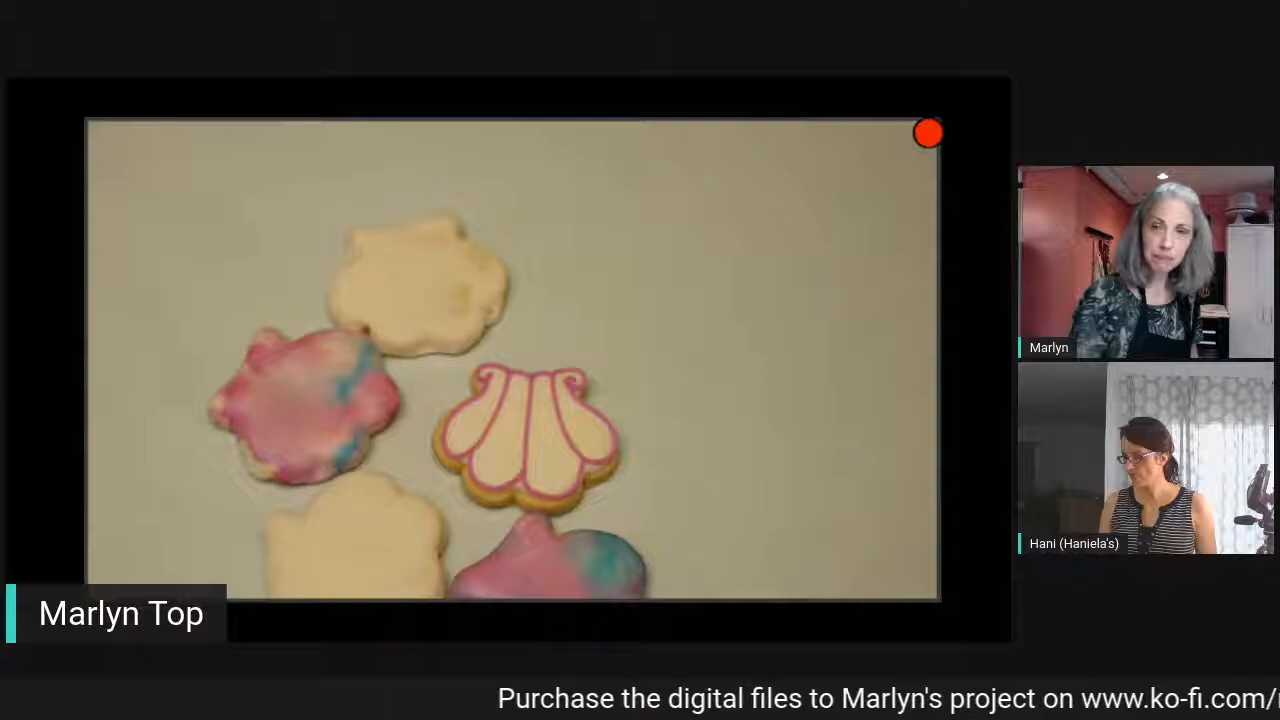 Marlyn
Hani (Haniela's)
Marlyn Top
Purchase the digital files to Marlyn's project on www.ko-fi.com/